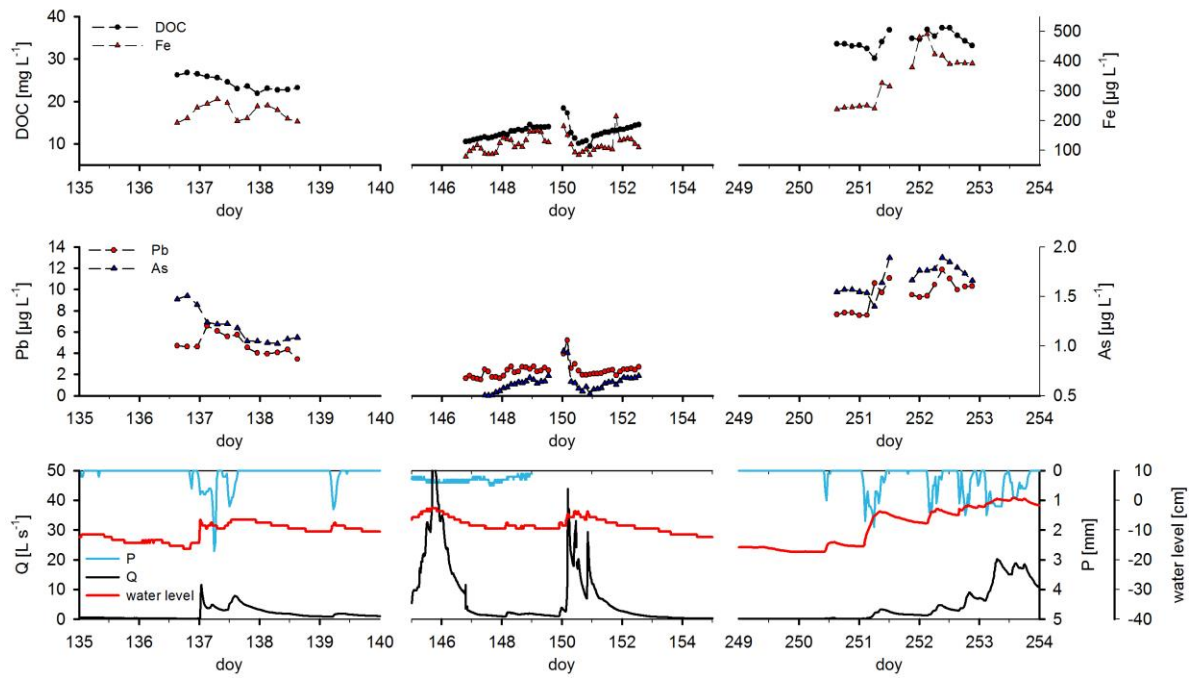 DOC
Fe
DOC [mg L⁻¹]
40
30
20
10
500
400
300
200
100
Fe [µg L⁻¹]
135 136 137 138 139 140
146 148 150 152 154
249 250 251 252 253 254
doy doy doy
Pb
As
Pb [µg L⁻¹]
14
12
10
8
6
4
2
0
2.0
1.5
1.0
0.5
As [µg L⁻¹]
135 136 137 138 139 140
146 148 150 152 154
249 250 251 252 253 254
doy doy doy
Q [L s⁻¹]
50
40
30
20
10
0
P
Q
water level
0
1
2
3
4
5
P [mm]
10
0
-10
-20
-30
-40
water level [cm]
135 136 137 138 139 140
146 148 150 152 154
249 250 251 252 253 254
doy doy doy